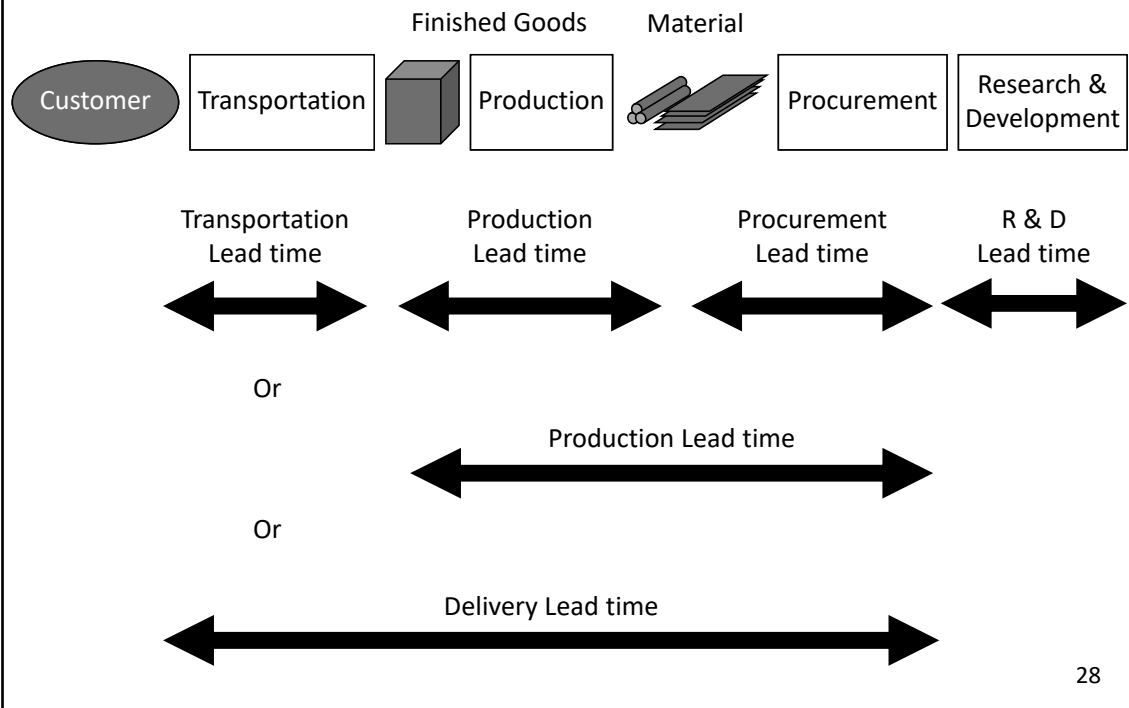 Finished Goods
Material
Customer
Transportation
Production
Procurement
Research &
Development
Transportation
Lead time
Production
Lead time
Procurement
Lead time
R & D
Lead time
Or
Production Lead time
Or
Delivery Lead time
28